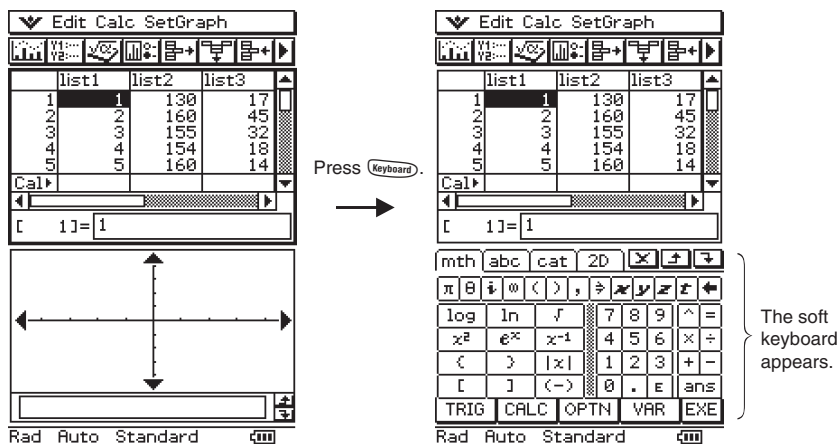 Edit Calc SetGraph
list1 list2 list3
1 1 130 17
2 2 160 45
3 3 155 32
4 4 154 18
5 5 160 14
Cal
[ 1]= 1
Rad Auto Standard
Press Keyboard.
Edit Calc SetGraph
list1 list2 list3
1 1 130 17
2 2 160 45
3 3 155 32
4 4 154 18
5 5 160 14
Cal
[ 1]= 1
mth abc cat 2D
π θ i ∞ ( ) , ⇒ x y z t ←
log ln √ 7 8 9 ^ =
x² eˣ x⁻¹ 4 5 6 × ÷
( ) |x| 1 2 3 + −
[ ] (−) 0 . E ans
TRIG CALC OPTN VAR EXE
Rad Auto Standard
The soft
keyboard
appears.